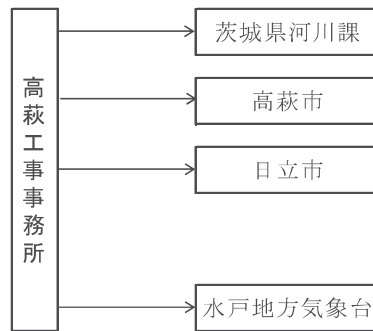 高萩工事事務所
茨城県河川課
高萩市
日立市
水戸地方気象台